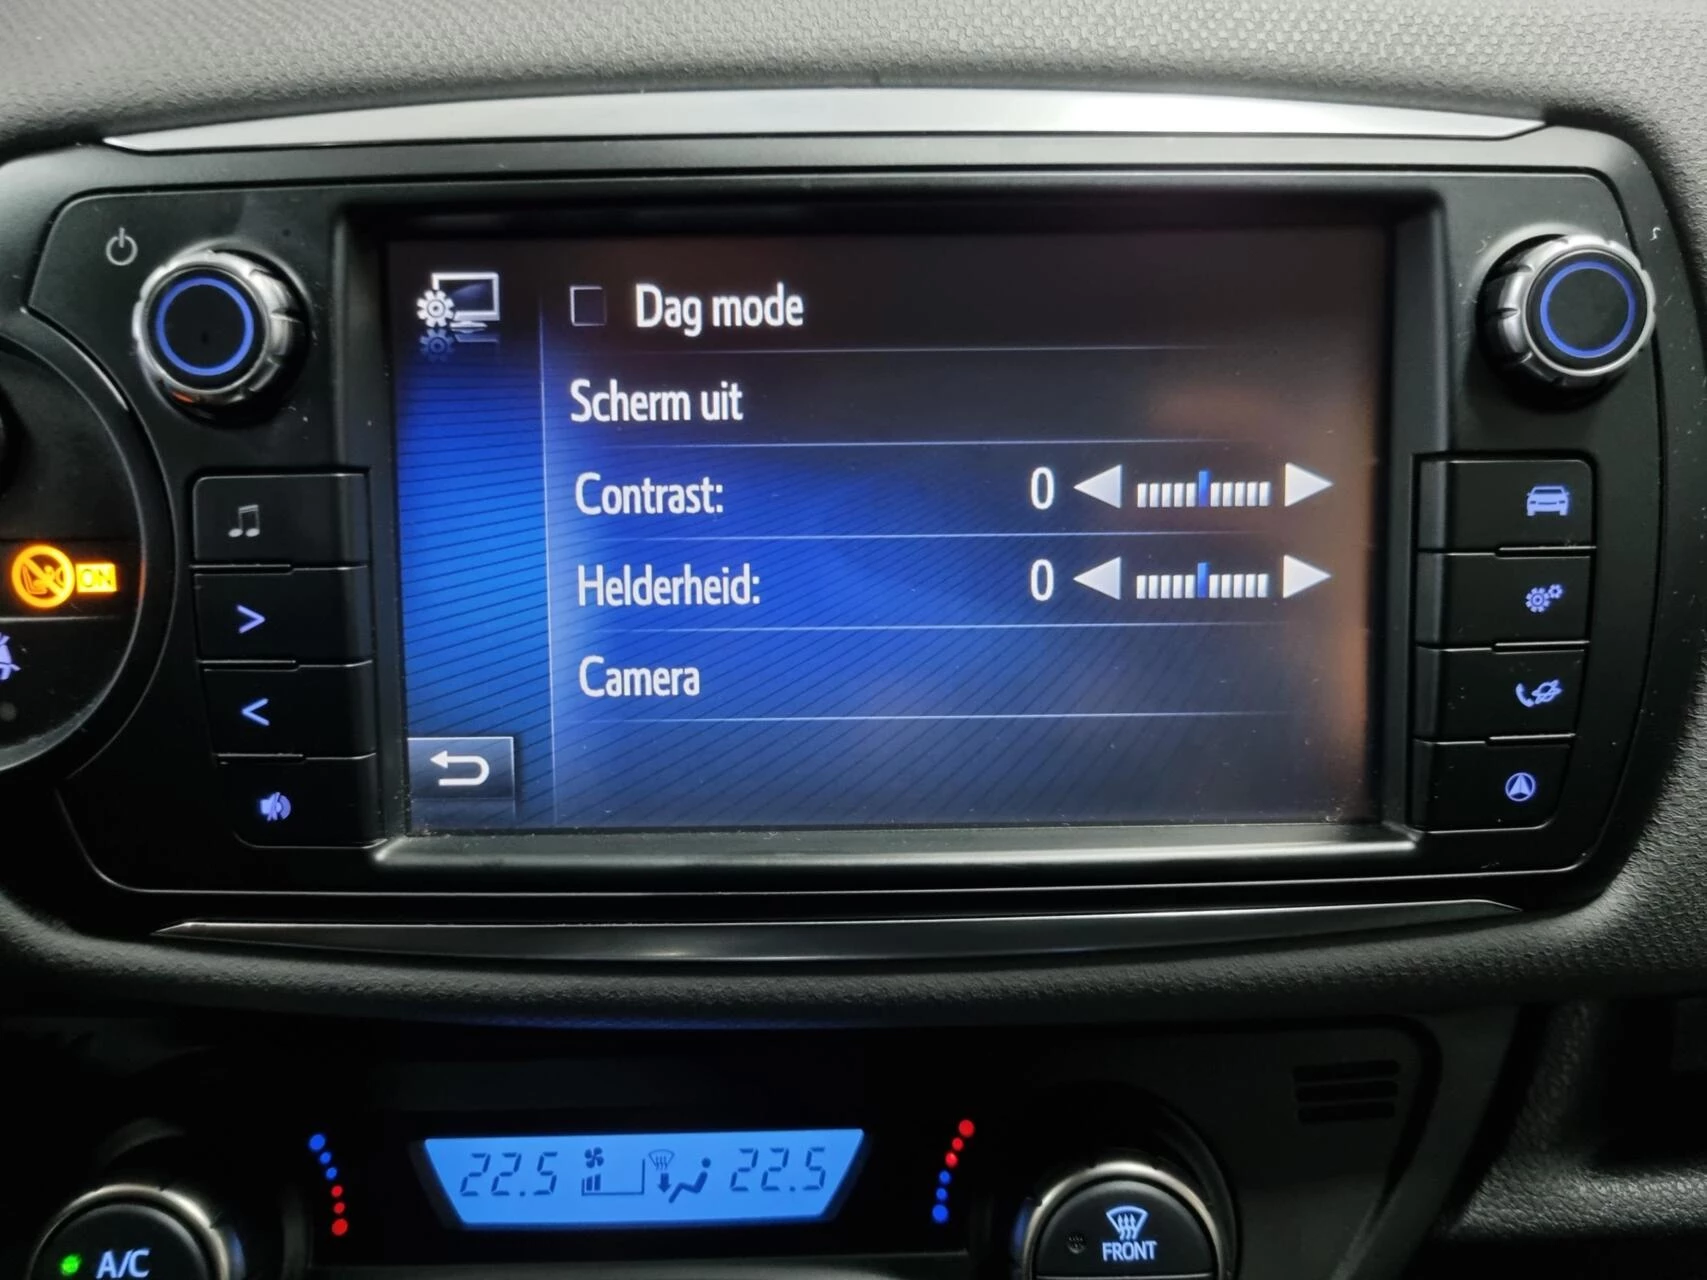 Dag mode
Scherm uit
Contrast: 0
Helderheid: 0
Camera
ON
22.5 22.5
A/C
FRONT